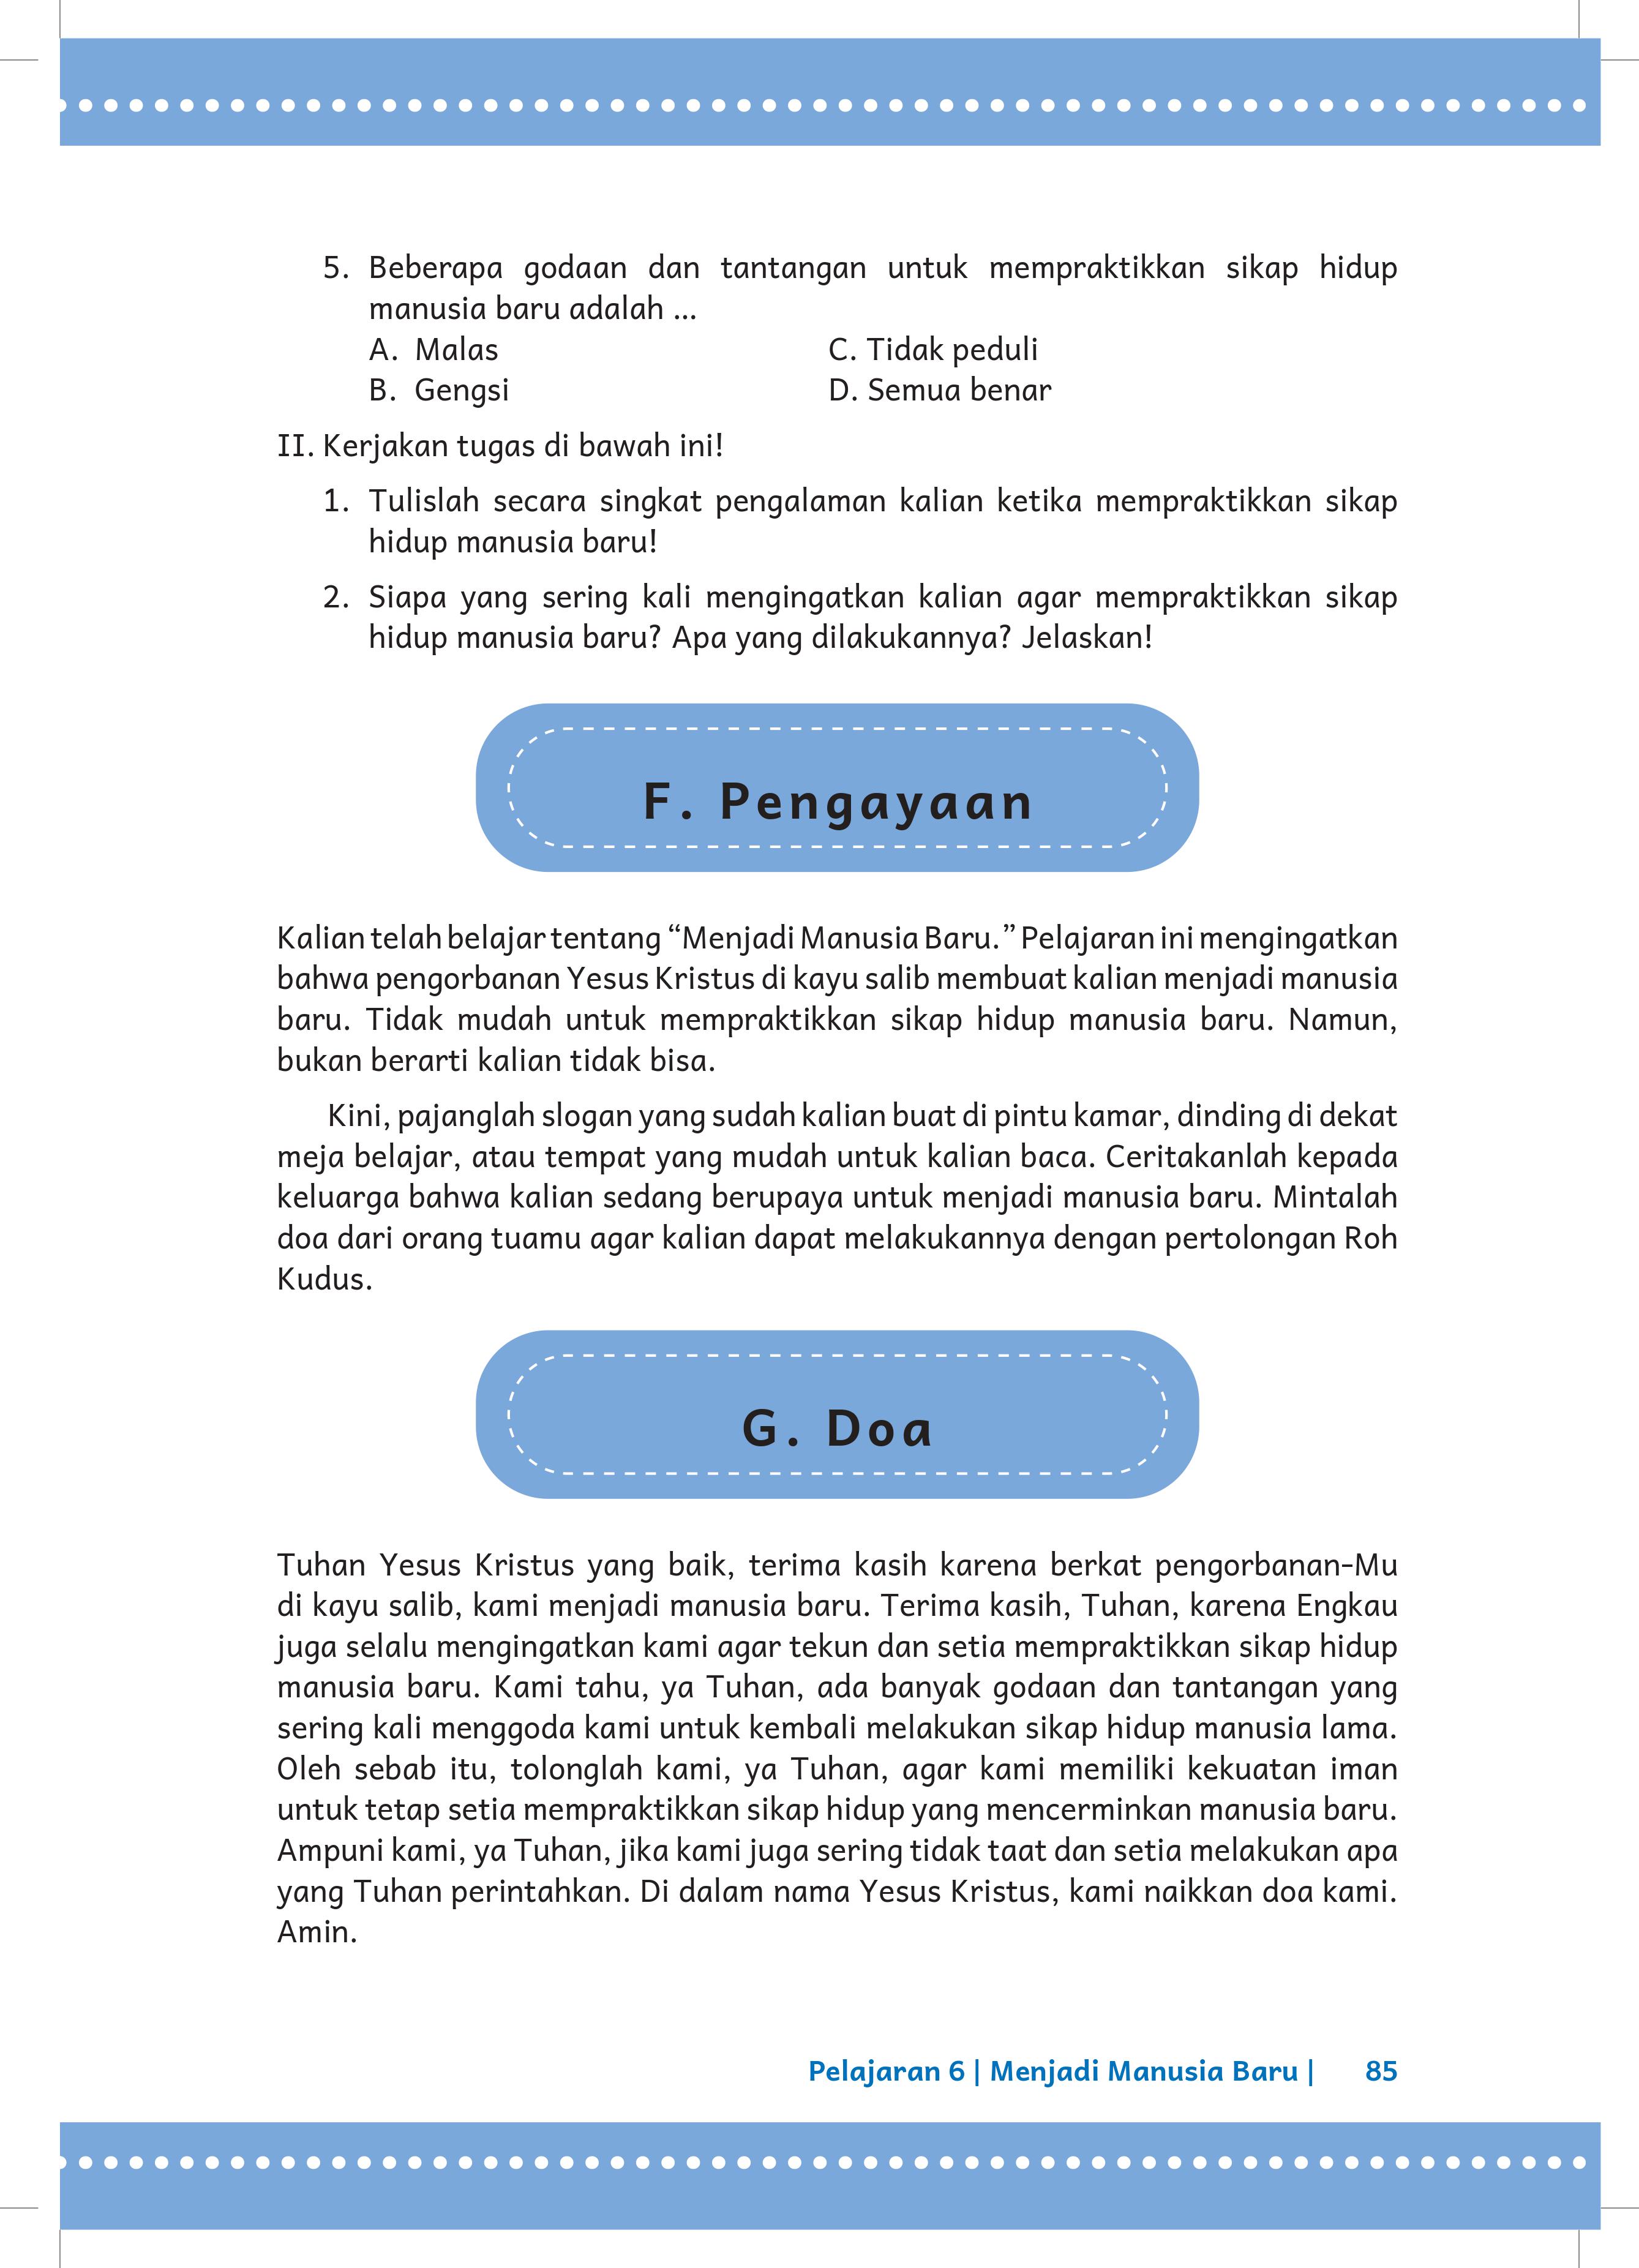 5. Beberapa godaan dan tantangan untuk mempraktikkan sikap hidup
manusia baru adalah ...
A. Malas
C. Tidak peduli
B. Gengsi
D. Semua benar
II. Kerjakan tugas di bawah ini!
1. Tulislah secara singkat pengalaman kalian ketika mempraktikkan sikap
hidup manusia baru!
2. Siapa yang sering kali mengingatkan kalian agar mempraktikkan sikap
hidup manusia baru? Apa yang dilakukannya? Jelaskan!
F. Pengayaan
Kalian telah belajar tentang “Menjadi Manusia Baru.” Pelajaran ini mengingatkan
bahwa pengorbanan Yesus Kristus di kayu salib membuat kalian menjadi manusia
baru. Tidak mudah untuk mempraktikkan sikap hidup manusia baru. Namun,
bukan berarti kalian tidak bisa.
Kini, pajanglah slogan yang sudah kalian buat di pintu kamar, dinding di dekat
meja belajar, atau tempat yang mudah untuk kalian baca. Ceritakanlah kepada
keluarga bahwa kalian sedang berupaya untuk menjadi manusia baru. Mintalah
doa dari orang tuamu agar kalian dapat melakukannya dengan pertolongan Roh
Kudus.
G. Doa
Tuhan Yesus Kristus yang baik, terima kasih karena berkat pengorbanan-Mu
di kayu salib, kami menjadi manusia baru. Terima kasih, Tuhan, karena Engkau
juga selalu mengingatkan kami agar tekun dan setia mempraktikkan sikap hidup
manusia baru. Kami tahu, ya Tuhan, ada banyak godaan dan tantangan yang
sering kali menggoda kami untuk kembali melakukan sikap hidup manusia lama.
Oleh sebab itu, tolonglah kami, ya Tuhan, agar kami memiliki kekuatan iman
untuk tetap setia mempraktikkan sikap hidup yang mencerminkan manusia baru.
Ampuni kami, ya Tuhan, jika kami juga sering tidak taat dan setia melakukan apa
yang Tuhan perintahkan. Di dalam nama Yesus Kristus, kami naikkan doa kami.
Amin.
Pelajaran 6 | Menjadi Manusia Baru | 85